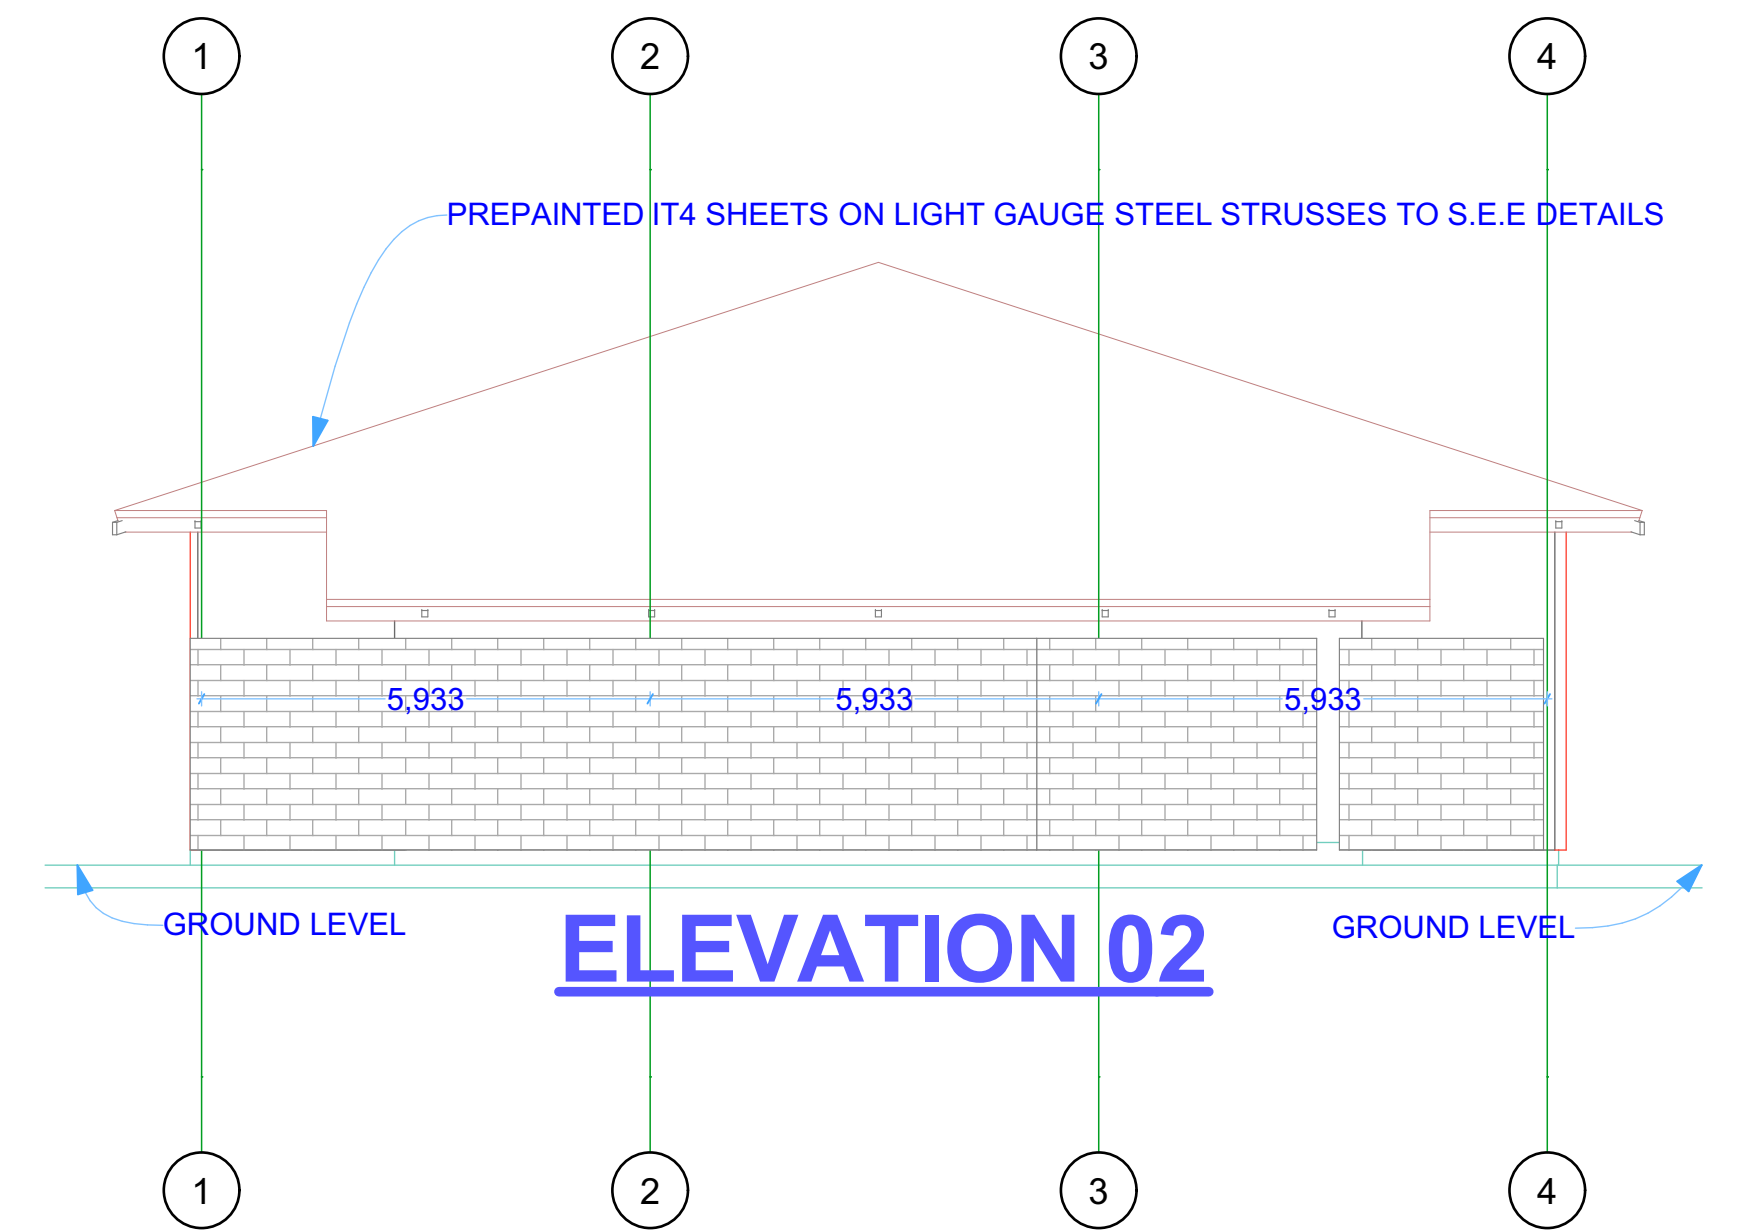 1 2 3 4
PREPAINTED IT4 SHEETS ON LIGHT GAUGE STEEL STRUSSES TO S.E.E DETAILS
5,933 5,933 5,933
GROUND LEVEL
GROUND LEVEL
ELEVATION 02
1 2 3 4